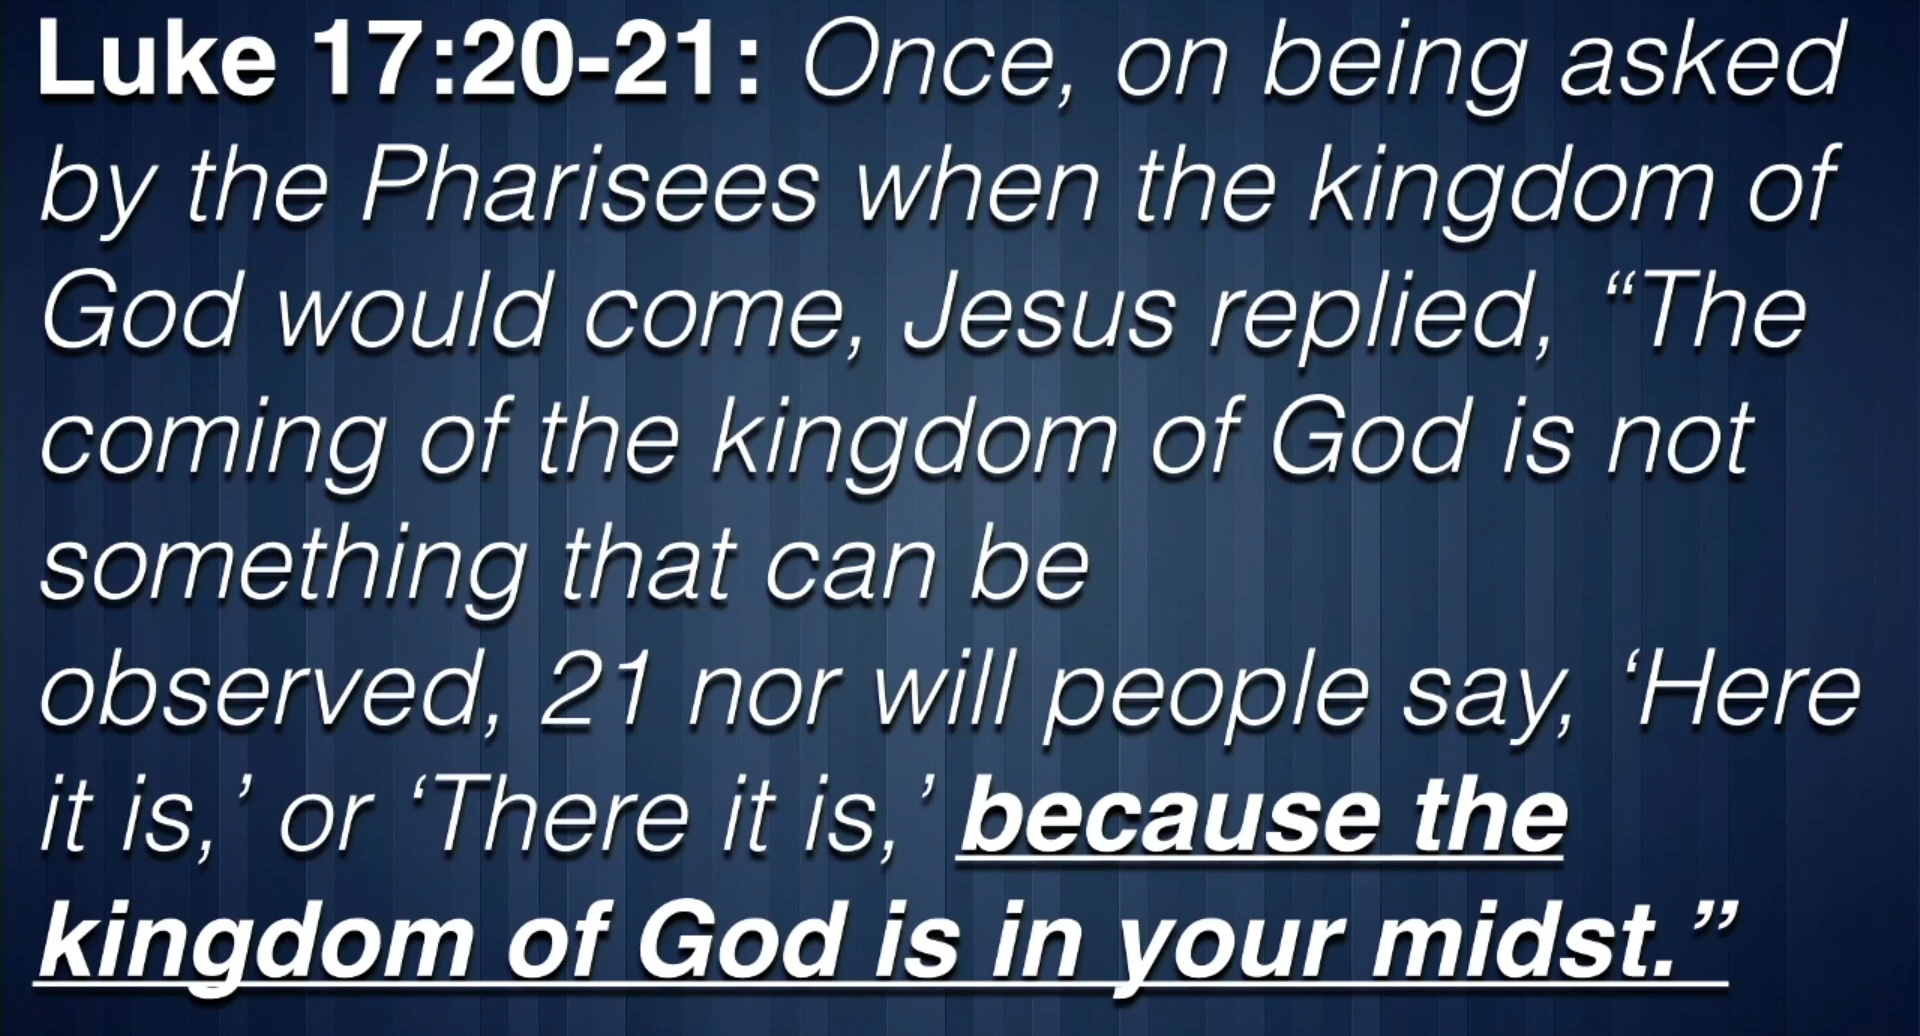 Luke 17:20-21: Once, on being asked
by the Pharisees when the kingdom of
God would come, Jesus replied, “The
coming of the kingdom of God is not
something that can be
observed, 21 nor will people say, ‘Here
it is,’ or ‘There it is,’ because the
kingdom of God is in your midst.”